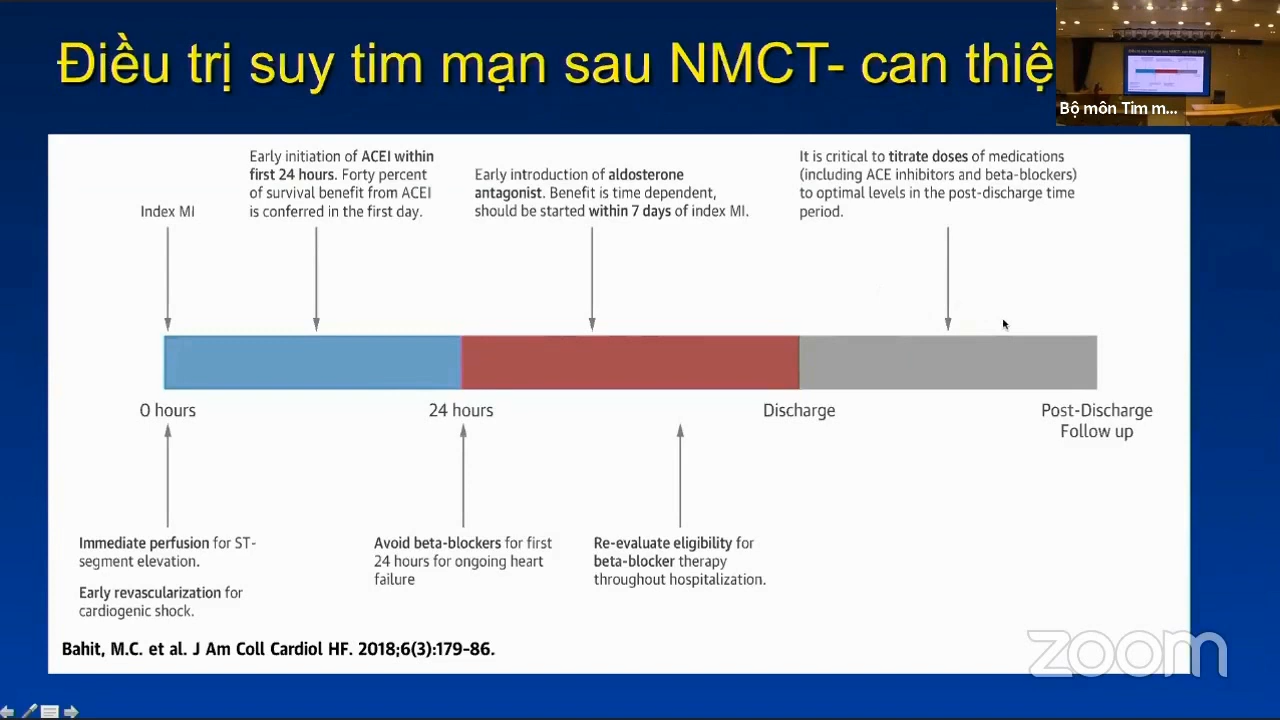 Điều trị suy tim mạn sau NMCT- can thiệ
Bộ môn Tim m...
Early initiation of ACEI within
first 24 hours. Forty percent
of survival benefit from ACEI
is conferred in the first day.
Index MI
Early introduction of aldosterone
antagonist. Benefit is time dependent,
should be started within 7 days of index MI.
It is critical to titrate doses of medications
(including ACE inhibitors and beta-blockers)
to optimal levels in the post-discharge time
period.
0 hours
24 hours
Discharge
Post-Discharge
Follow up
Immediate perfusion for ST-
segment elevation.
Early revascularization for
cardiogenic shock.
Avoid beta-blockers for first
24 hours for ongoing heart
failure
Re-evaluate eligibility for
beta-blocker therapy
throughout hospitalization.
Bahit, M.C. et al. J Am Coll Cardiol HF. 2018;6(3):179-86.
zoom